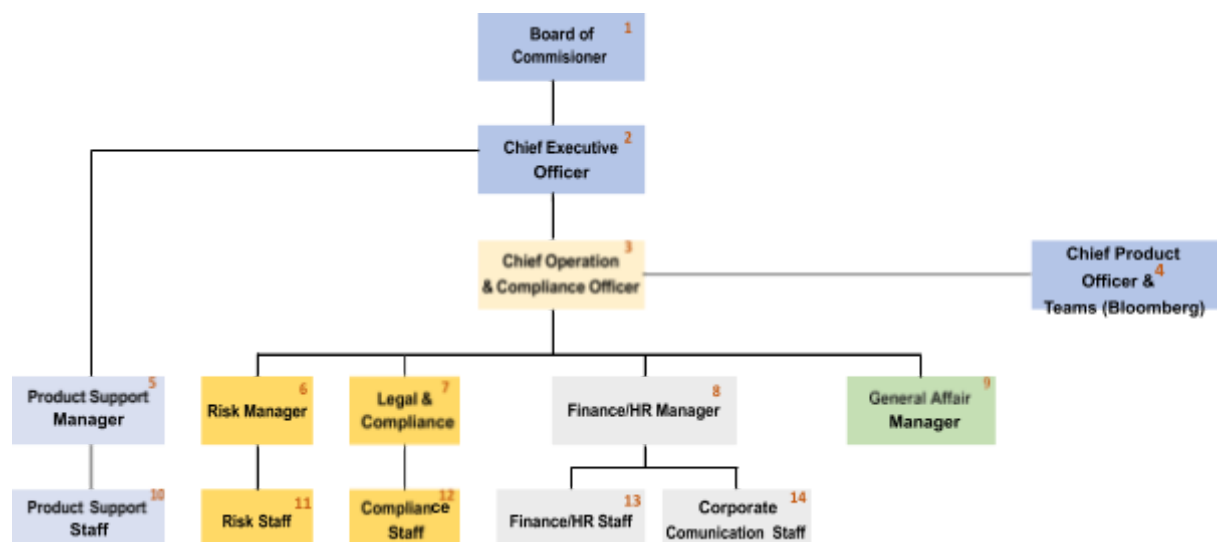 1
Board of
Commisioner
2
Chief Executive
Officer
3
Chief Operation
& Compliance Officer
Chief Product
Officer & 4
Teams (Bloomberg)
5
Product Support
Manager
6
Risk Manager
7
Legal &
Compliance
8
Finance/HR Manager
9
General Affair
Manager
10
Product Support
Staff
11
Risk Staff
12
Compliance
Staff
13
Finance/HR Staff
14
Corporate
Comunication Staff